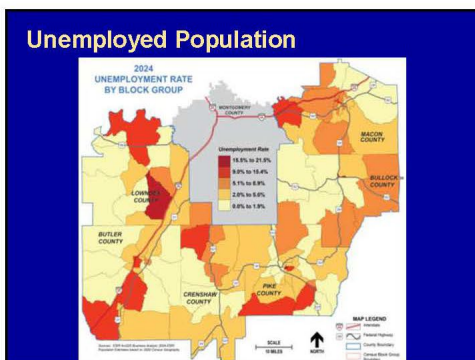 Unemployed Population
2024
UNEMPLOYMENT RATE
BY BLOCK GROUP
MONTGOMERY
COUNTY
MACON
COUNTY
Unemployment Rate
15.5% to 21.5%
9.0% to 15.4%
5.1% to 8.9%
2.0% to 5.0%
0.0% to 1.9%
BULLOCK
COUNTY
LOWNDES
COUNTY
BUTLER
COUNTY
CRENSHAW
COUNTY
PIKE
COUNTY
MAP LEGEND
Interstate
Federal Highway
County Boundary
Census Block Group
SCALE
10 MILES
NORTH